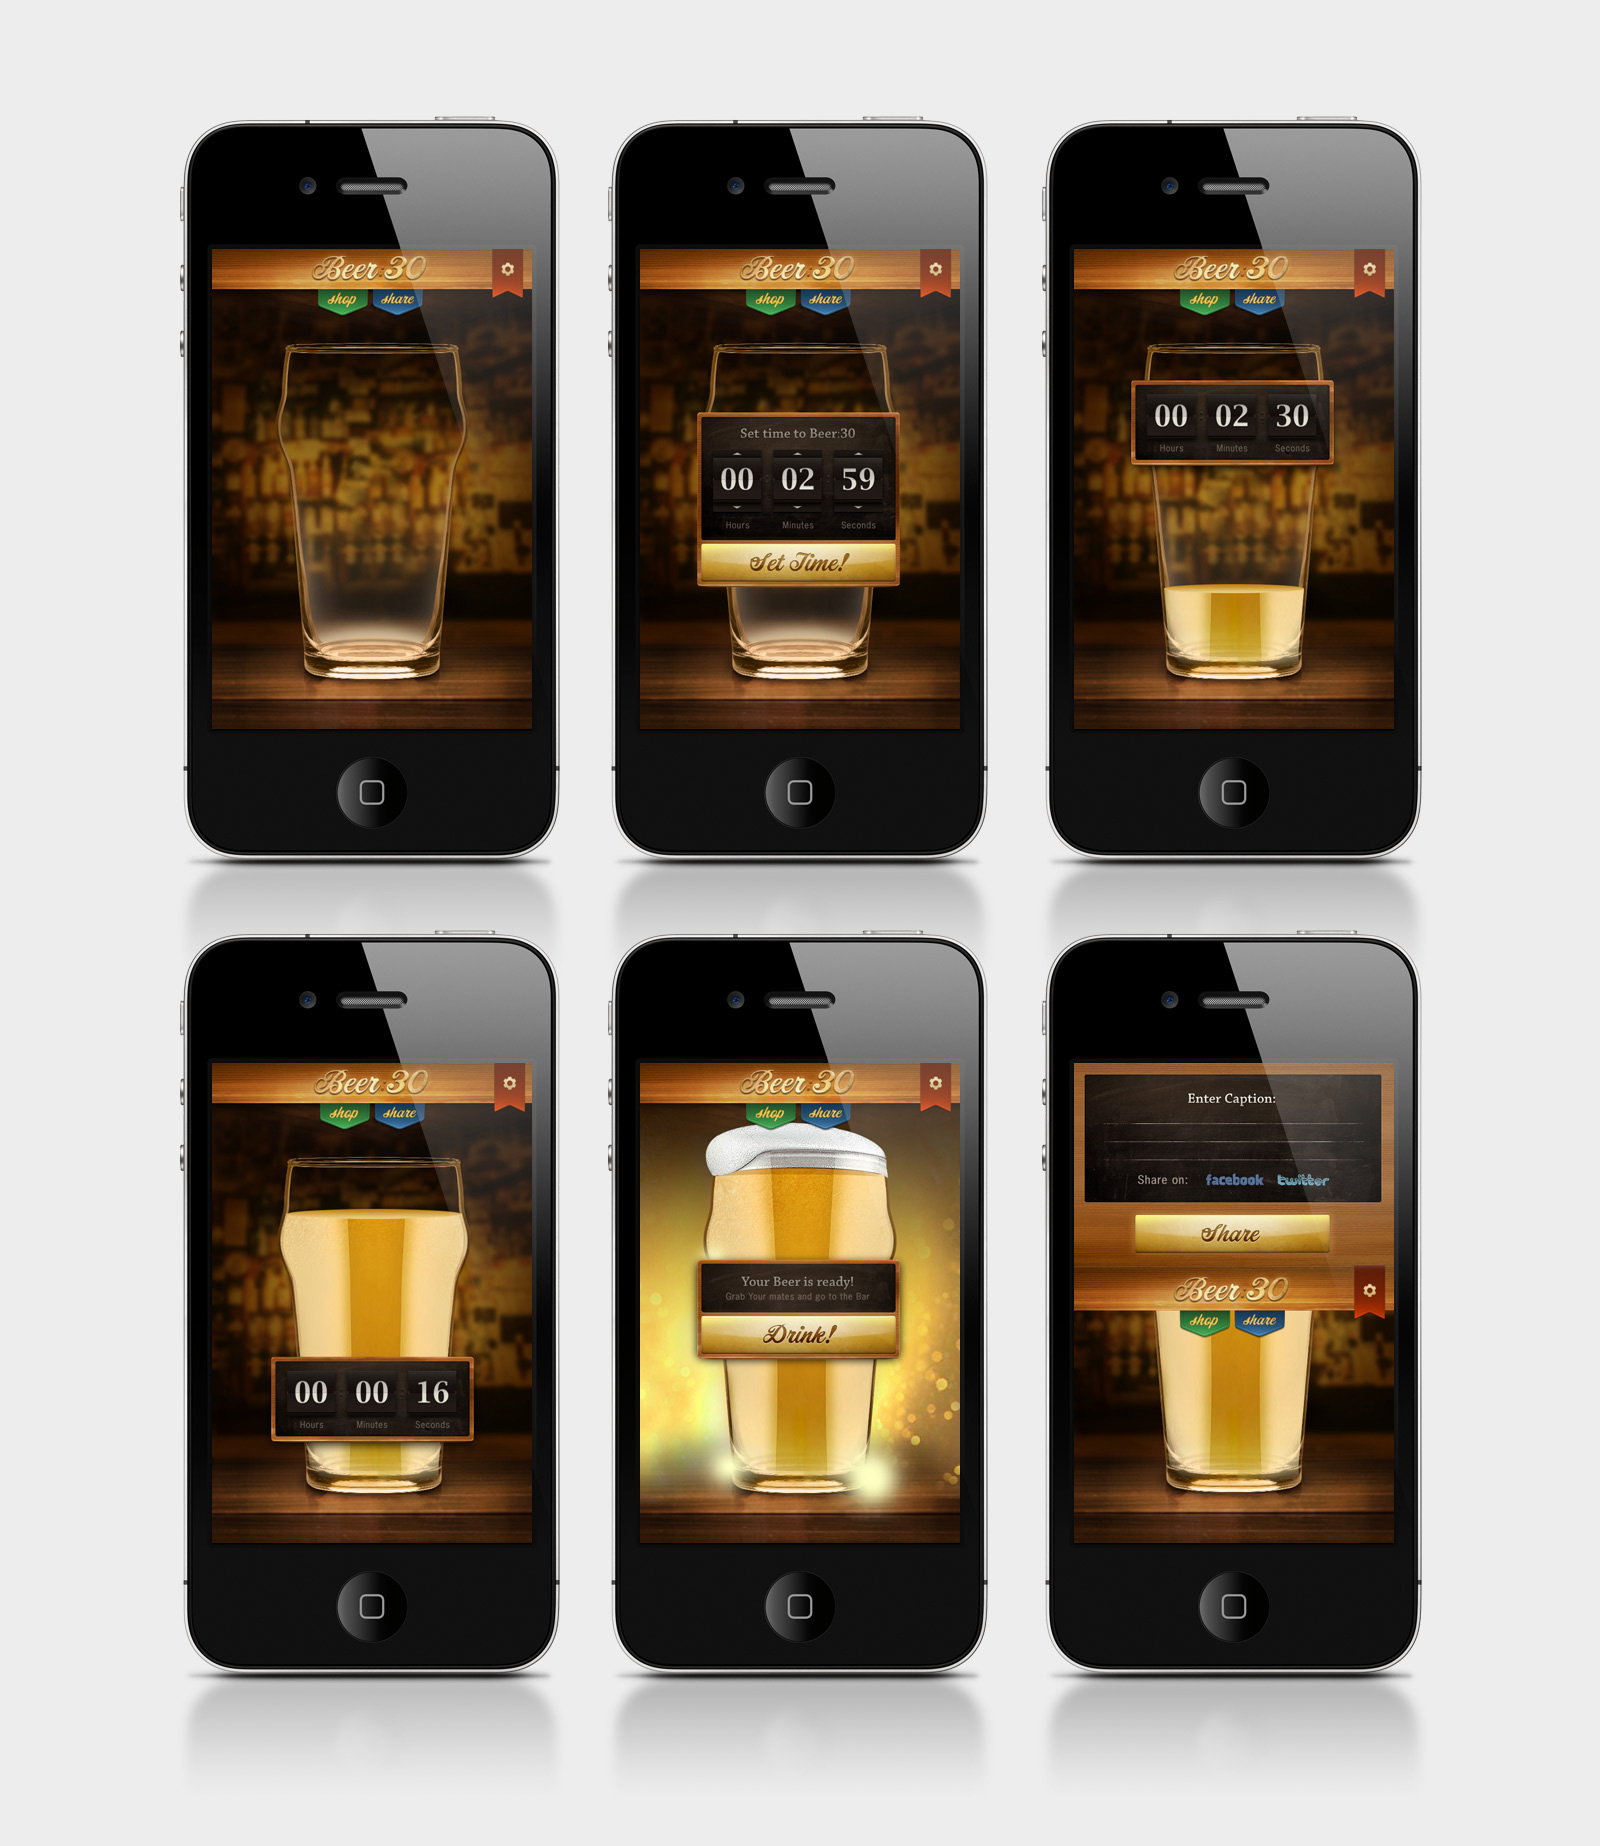 Beer:30
shop share
Beer:30
shop share
Set time to Beer:30
00 02 59
Hours Minutes Seconds
Set Time!
Beer:30
shop share
00 02 30
Hours Minutes Seconds
Beer:30
shop share
00 00 16
Hours Minutes Seconds
Beer:30
shop share
Your Beer is ready!
Grab Your mates and go to the Bar
Drink!
Enter Caption:
Share on: facebook twitter
Share
Beer:30
shop share